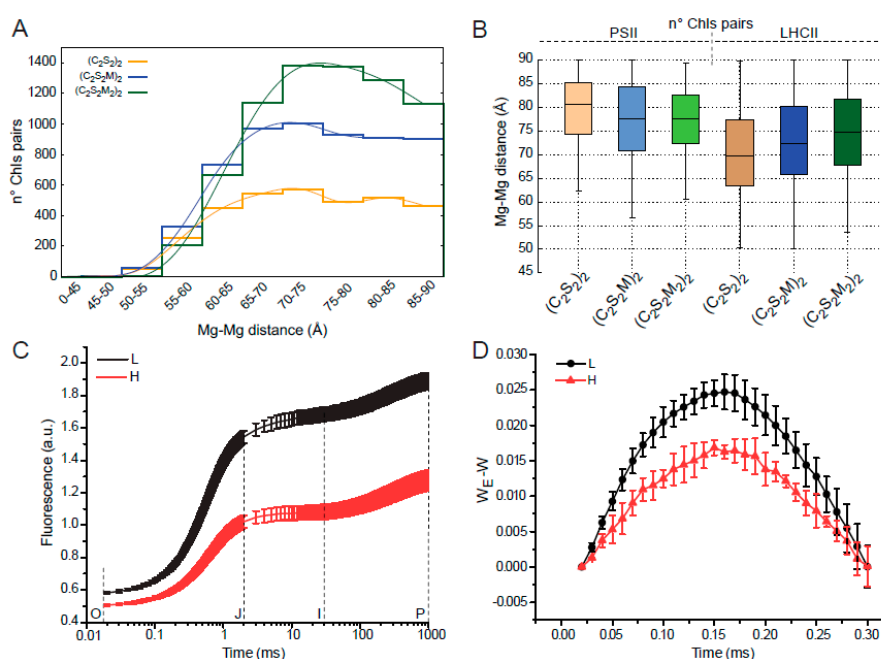 A
(C₂S₂)₂
(C₂S₂M)₂
(C₂S₂M₂)₂
n° Chls pairs
1400
1200
1000
800
600
400
200
0
0-45
45-50
50-55
55-60
60-65
65-70
70-75
75-80
80-85
85-90
Mg-Mg distance (Å)
B
n° Chls pairs
PSII
LHCII
Mg-Mg distance (Å)
90
85
80
75
70
65
60
55
50
45
(C₂S₂)₂
(C₂S₂M)₂
(C₂S₂M₂)₂
(C₂S₂)₂
(C₂S₂M)₂
(C₂S₂M₂)₂
C
L
H
Fluorescence (a.u.)
2.0
1.8
1.6
1.4
1.2
1.0
0.8
0.6
0.4
O
J
I
P
0.01
0.1
1
10
100
1000
Time (ms)
D
L
H
W_E-W
0.030
0.025
0.020
0.015
0.010
0.005
0.000
-0.005
0.00
0.05
0.10
0.15
0.20
0.25
0.30
Time (ms)